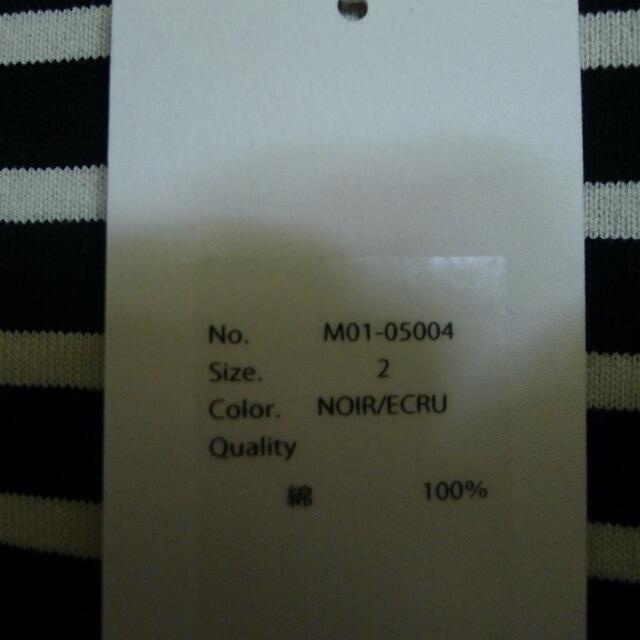 No. M01-05004
Size. 2
Color. NOIR/ECRU
Quality
綿 100%